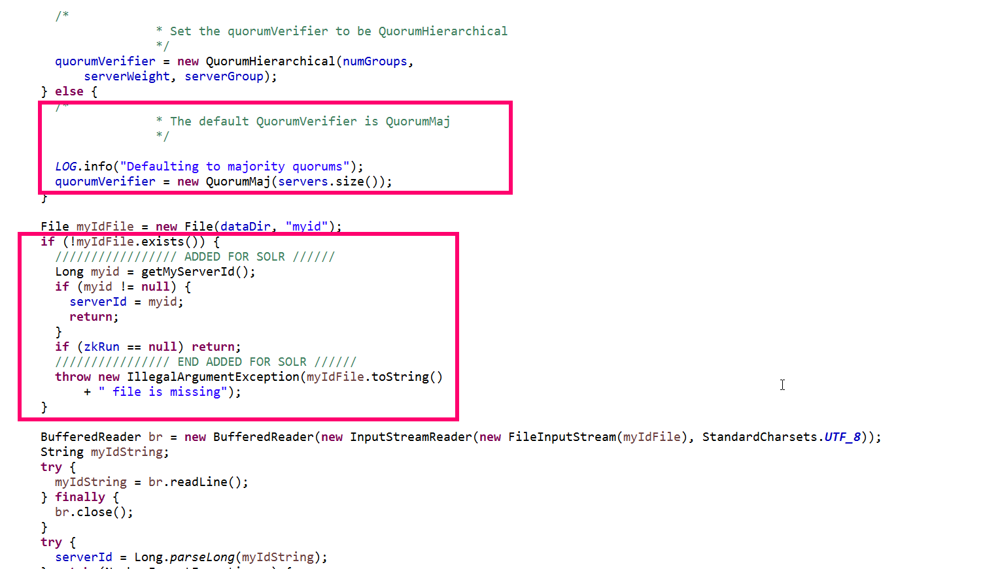 /*
* Set the quorumVerifier to be QuorumHierarchical
*/
quorumVerifier = new QuorumHierarchical(numGroups,
serverWeight, serverGroup);
} else {
/*
* The default QuorumVerifier is QuorumMaj
*/
LOG.info("Defaulting to majority quorums");
quorumVerifier = new QuorumMaj(servers.size());
}
File myIdFile = new File(dataDir, "myid");
if (!myIdFile.exists()) {
///////////////// ADDED FOR SOLR //////
Long myid = getMyServerId();
if (myid != null) {
serverId = myid;
return;
}
if (zkRun == null) return;
//////////////// END ADDED FOR SOLR //////
throw new IllegalArgumentException(myIdFile.toString()
+ " file is missing");
}
BufferedReader br = new BufferedReader(new InputStreamReader(new FileInputStream(myIdFile), StandardCharsets.UTF_8));
String myIdString;
try {
myIdString = br.readLine();
} finally {
br.close();
}
try {
serverId = Long.parseLong(myIdString);